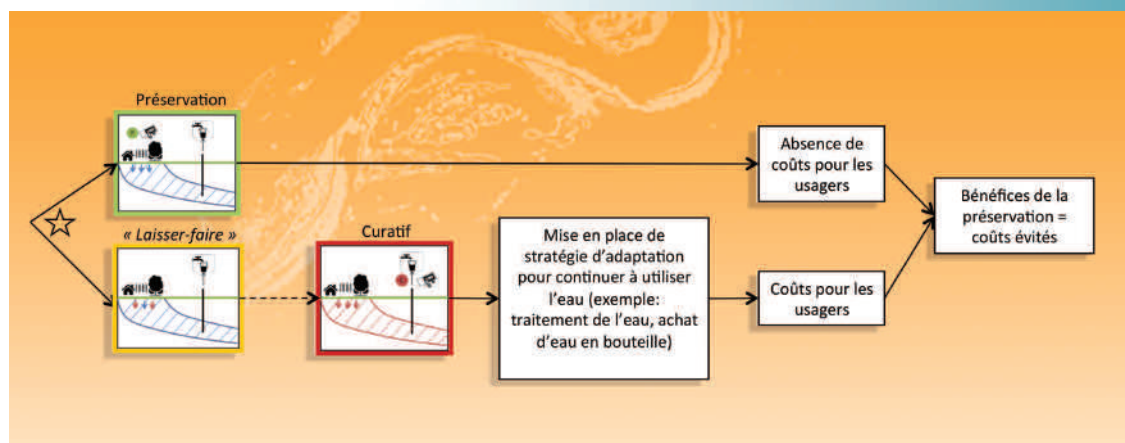 Préservation
Absence de
coûts pour les
usagers
Bénéfices de la
préservation =
coûts évités
« Laisser-faire »
Curatif
Mise en place de
stratégie d’adaptation
pour continuer à utiliser
l’eau (exemple:
traitement de l’eau, achat
d’eau en bouteille)
Coûts pour les
usagers